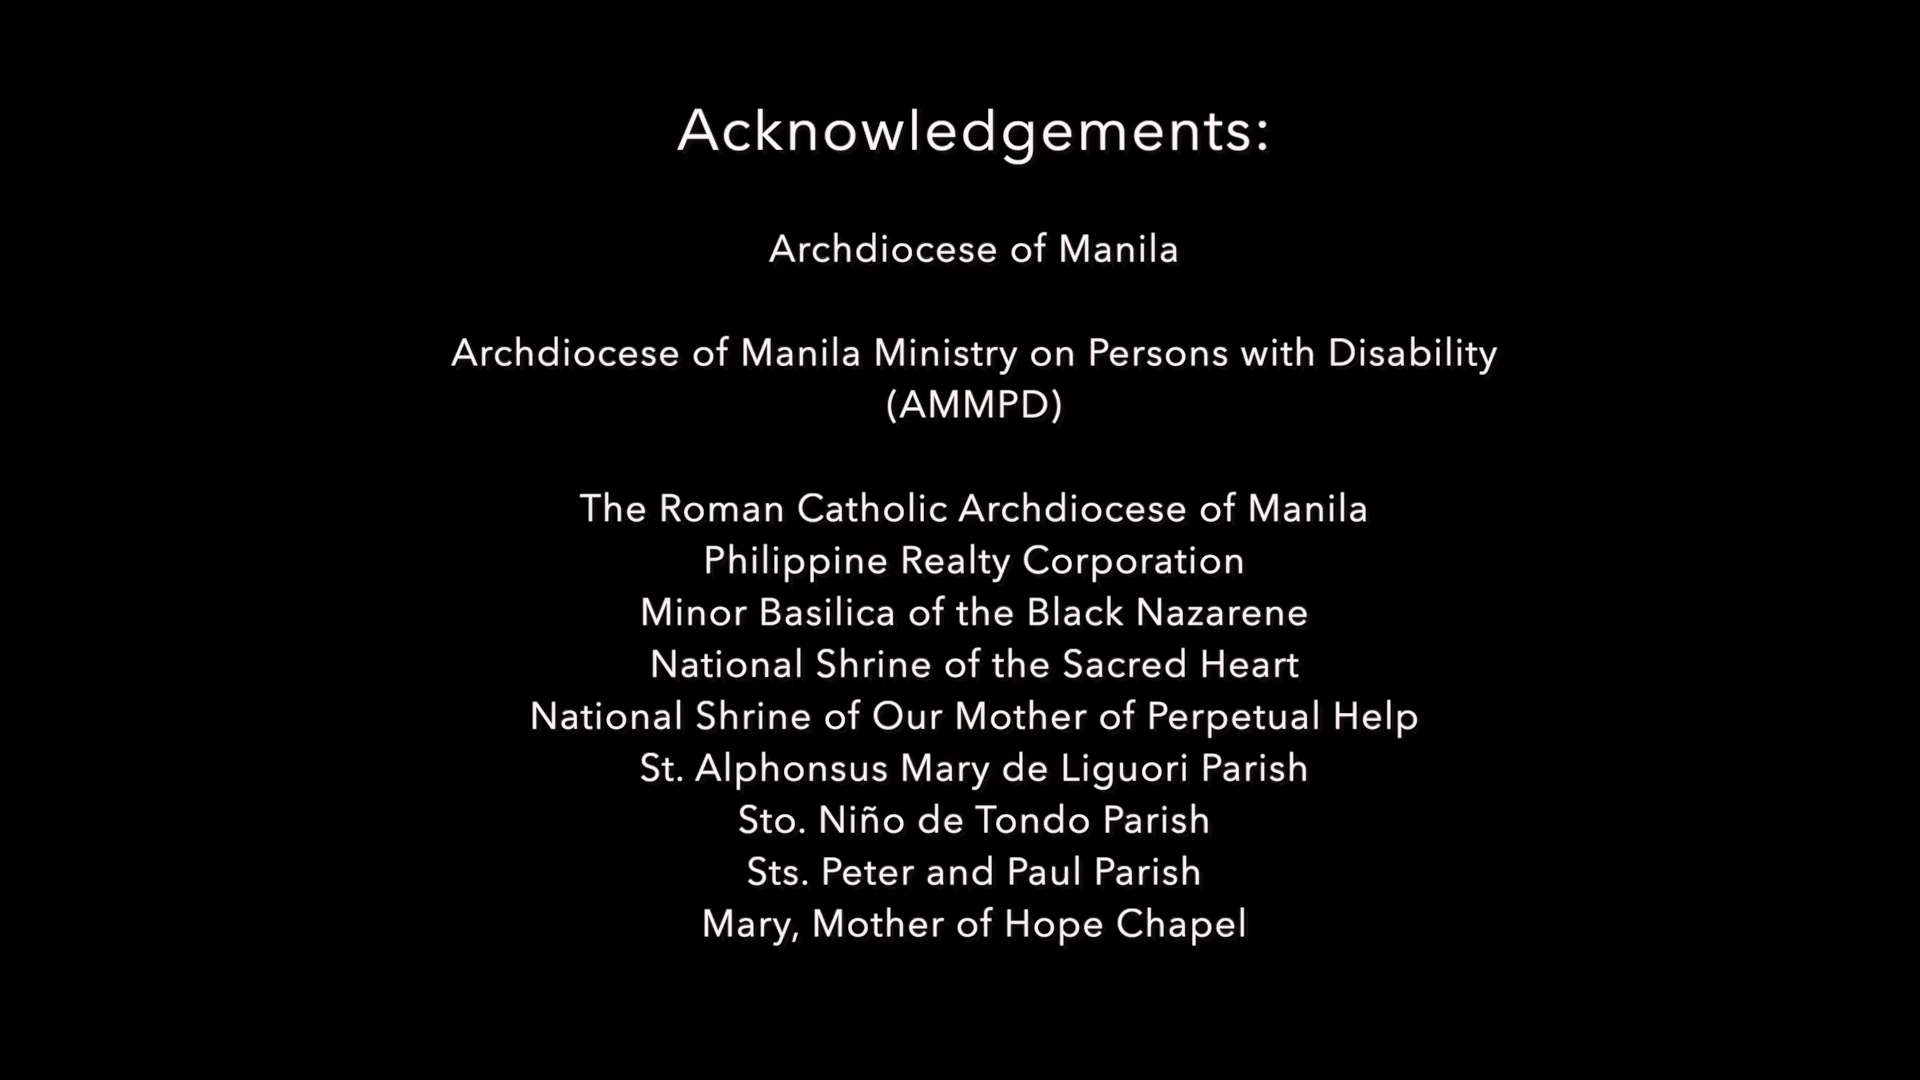 Acknowledgements:
Archdiocese of Manila
Archdiocese of Manila Ministry on Persons with Disability
(AMMPD)
The Roman Catholic Archdiocese of Manila
Philippine Realty Corporation
Minor Basilica of the Black Nazarene
National Shrine of the Sacred Heart
National Shrine of Our Mother of Perpetual Help
St. Alphonsus Mary de Liguori Parish
Sto. Niño de Tondo Parish
Sts. Peter and Paul Parish
Mary, Mother of Hope Chapel